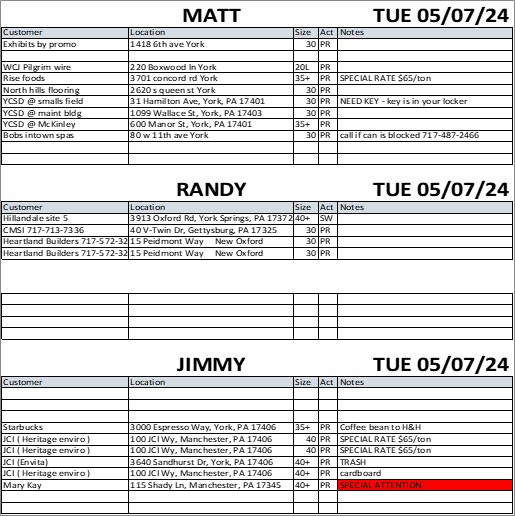 MATT TUE 05/07/24
Customer Location Size Act Notes
Exhibits by promo 1418 6th ave York 30 PR
WCJ Pilgrim wire 220 Boxwood ln York 20L PR
Rise foods 3701 concord rd York 35+ PR SPECIAL RATE $65/ton
North hills flooring 2620 s queen st York 30 PR
YCSD @ smalls field 31 Hamilton Ave, York, PA 17401 30 PR NEED KEY - key is in your locker
YCSD @ maint bldg 1099 Wallace St, York, PA 17403 30 PR
YCSD @ McKinley 600 Manor St, York, PA 17401 35+ PR
Bobs intown spas 80 w 11th ave York 30 PR call if can is blocked 717-487-2466
RANDY TUE 05/07/24
Customer Location Size Act Notes
Hillandale site 5 3913 Oxford Rd, York Springs, PA 17372 40+ SW
CMSI 717-713-7336 40 V-Twin Dr, Gettysburg, PA 17325 30 PR
Heartland Builders 717-572-32 15 Peidmont Way New Oxford 30 PR
Heartland Builders 717-572-32 15 Peidmont Way New Oxford 30 PR
JIMMY TUE 05/07/24
Customer Location Size Act Notes
Starbucks 3000 Espresso Way, York, PA 17406 35+ PR Coffee bean to H&H
JCI ( Heritage enviro ) 100 JCI Wy, Manchester, PA 17406 40 PR SPECIAL RATE $65/ton
JCI ( Heritage enviro ) 100 JCI Wy, Manchester, PA 17406 40 PR SPECIAL RATE $65/ton
JCI (Envita) 3640 Sandhurst Dr, York, PA 17406 40+ PR TRASH
JCI ( Heritage enviro ) 100 JCI Wy, Manchester, PA 17406 40+ PR cardboard
Mary Kay 115 Shady Ln, Manchester, PA 17345 40+ PR SPECIAL ATTENTION